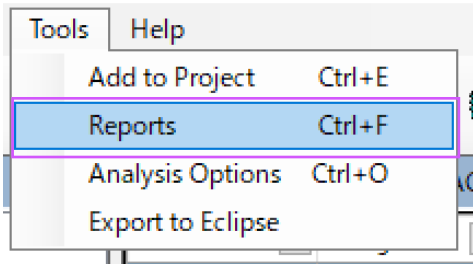 Tools Help
Add to Project Ctrl+E
Reports Ctrl+F
Analysis Options Ctrl+O
Export to Eclipse